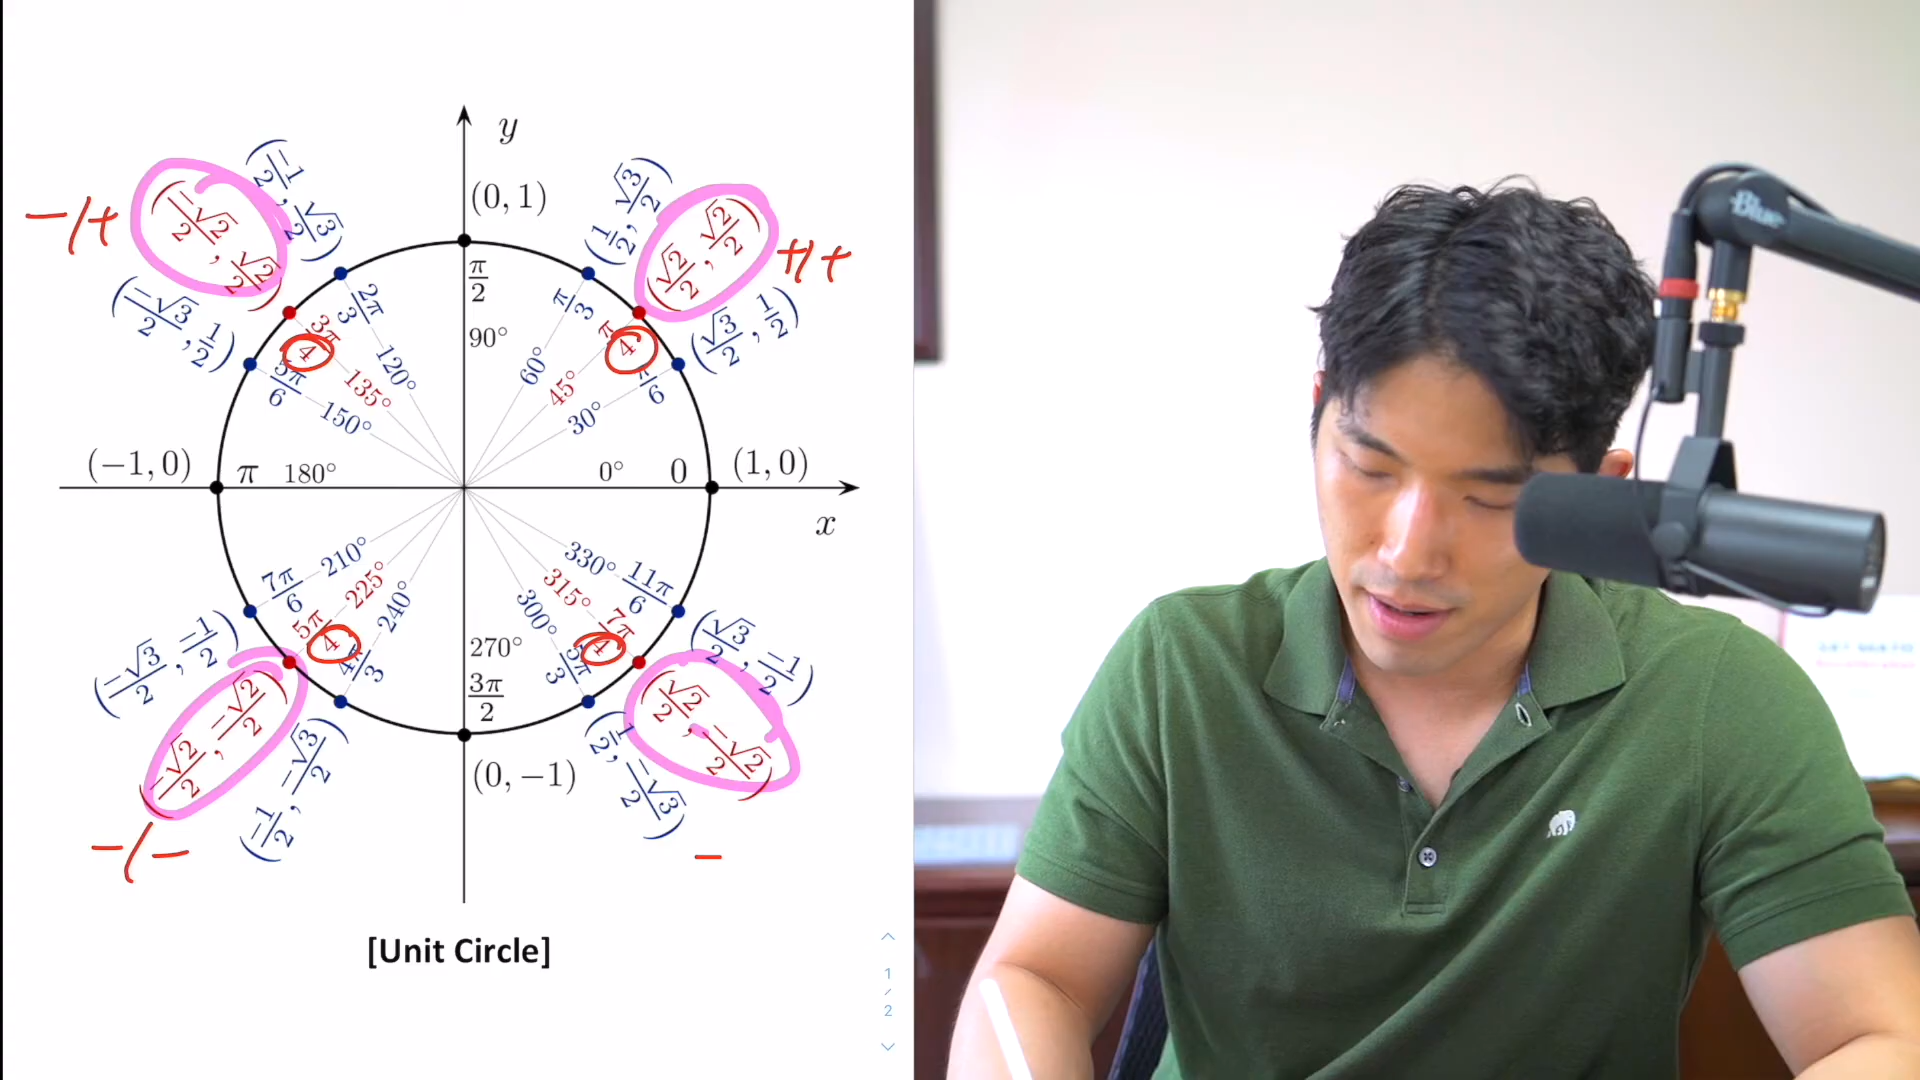 y
(0, 1)
(-1/2, √3/2)
(1/2, √3/2)
-/+
(-√2/2, √2/2)
(√2/2, √2/2)
+/+
(-√3/2, 1/2)
(√3/2, 1/2)
π/2
90°
2π/3
120°
3π/4
135°
5π/6
150°
π/3
60°
π/4
45°
/6
30°
(-1, 0)
π 180°
0° 0
(1, 0)
x
7π/6
210°
5π/4
225°
4π/3
240°
330°
11π/6
315°
7π/4
300°
5π/3
270°
3π/2
(-√3/2, -1/2)
(√3/2, -1/2)
(-√2/2, -√2/2)
(√2/2, -√2/2)
(-1/2, -√3/2)
(1/2, -√3/2)
(0, -1)
-/-
-
[Unit Circle]
1
/
2
Blue